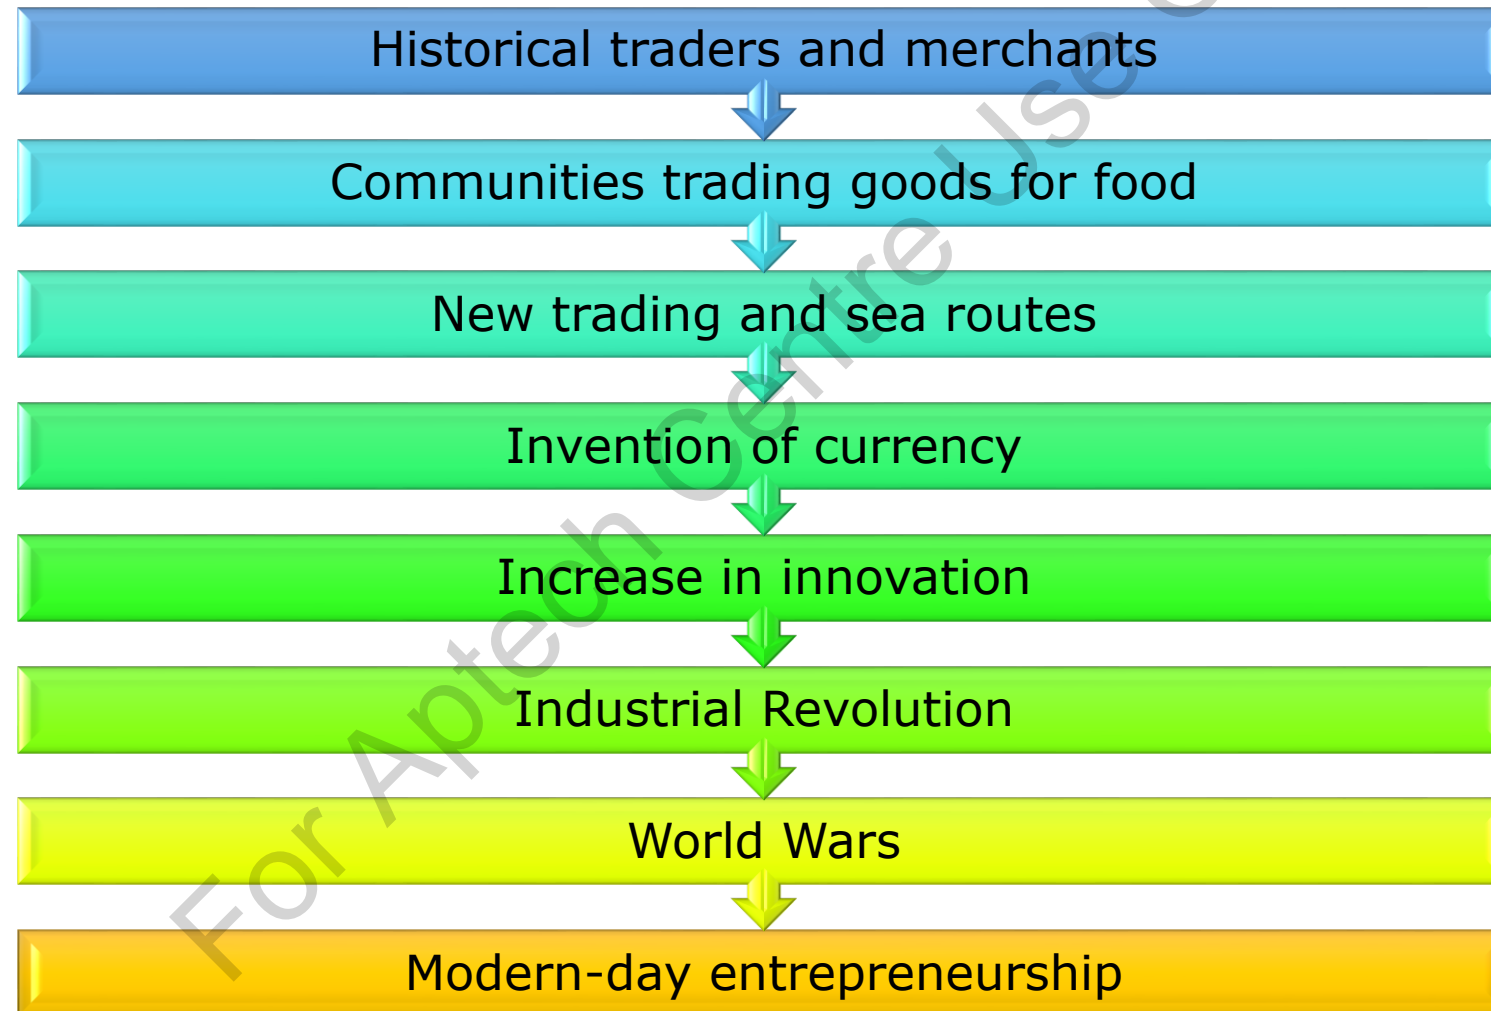 Historical traders and merchants
Communities trading goods for food
New trading and sea routes
Invention of currency
Increase in innovation
Industrial Revolution
World Wars
Modern-day entrepreneurship
For Aptech Centre Use